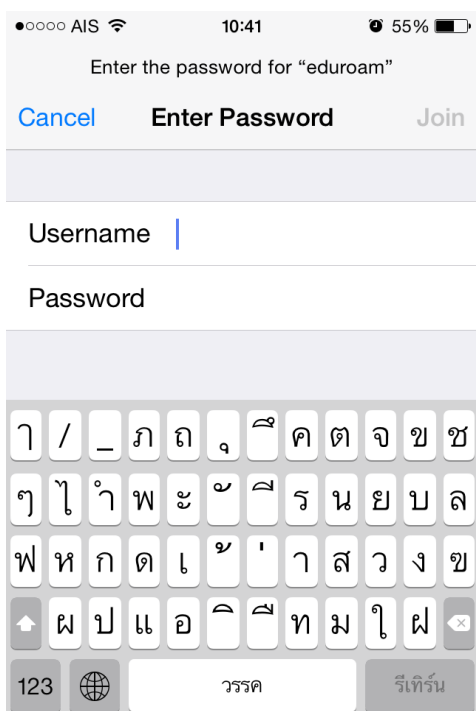 AIS 10:41 55%
Enter the password for “eduroam”
Cancel Enter Password Join
Username
Password
ๅ / _ ภ ถ ุ ึ ค ต จ ข ช
ๆ ไ ำ พ ะ ั ี ร น ย บ ล
ฟ ห ก ด เ ้ ่ า ส ว ง ฃ
ผ ป แ อ ิ ื ท ม ใ ฝ
123 วรรค รีเทิร์น